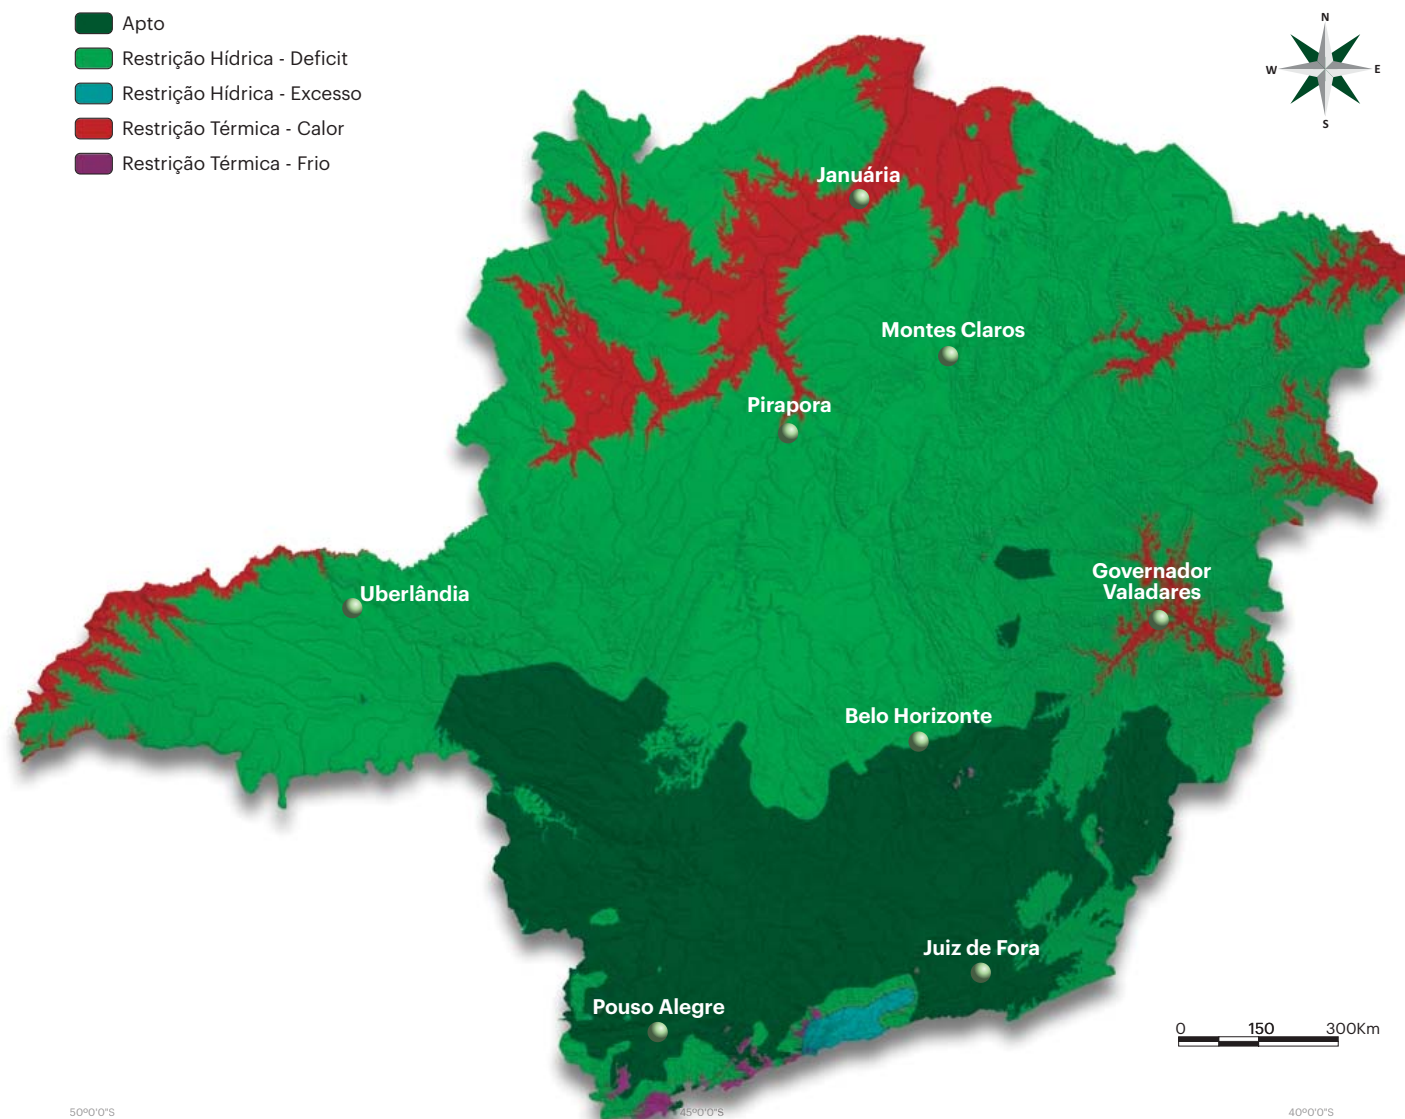 Apto
Restrição Hídrica - Deficit
Restrição Hídrica - Excesso
Restrição Térmica - Calor
Restrição Térmica - Frio
N
W
E
S
Januária
Montes Claros
Pirapora
Governador
Valadares
Uberlândia
Belo Horizonte
Juiz de Fora
Pouso Alegre
0 150 300Km
50º0'0"S 45º0'0"S 40º0'0"S